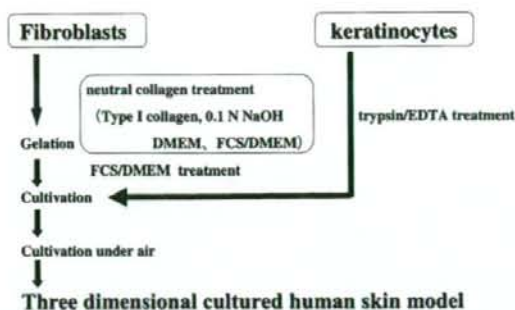 Fibroblasts
keratinocytes
neutral collagen treatment
(Type I collagen, 0.1 N NaOH
DMEM、FCS/DMEM)
trypsin/EDTA treatment
Gelation
FCS/DMEM treatment
Cultivation
Cultivation under air
Three dimensional cultured human skin model